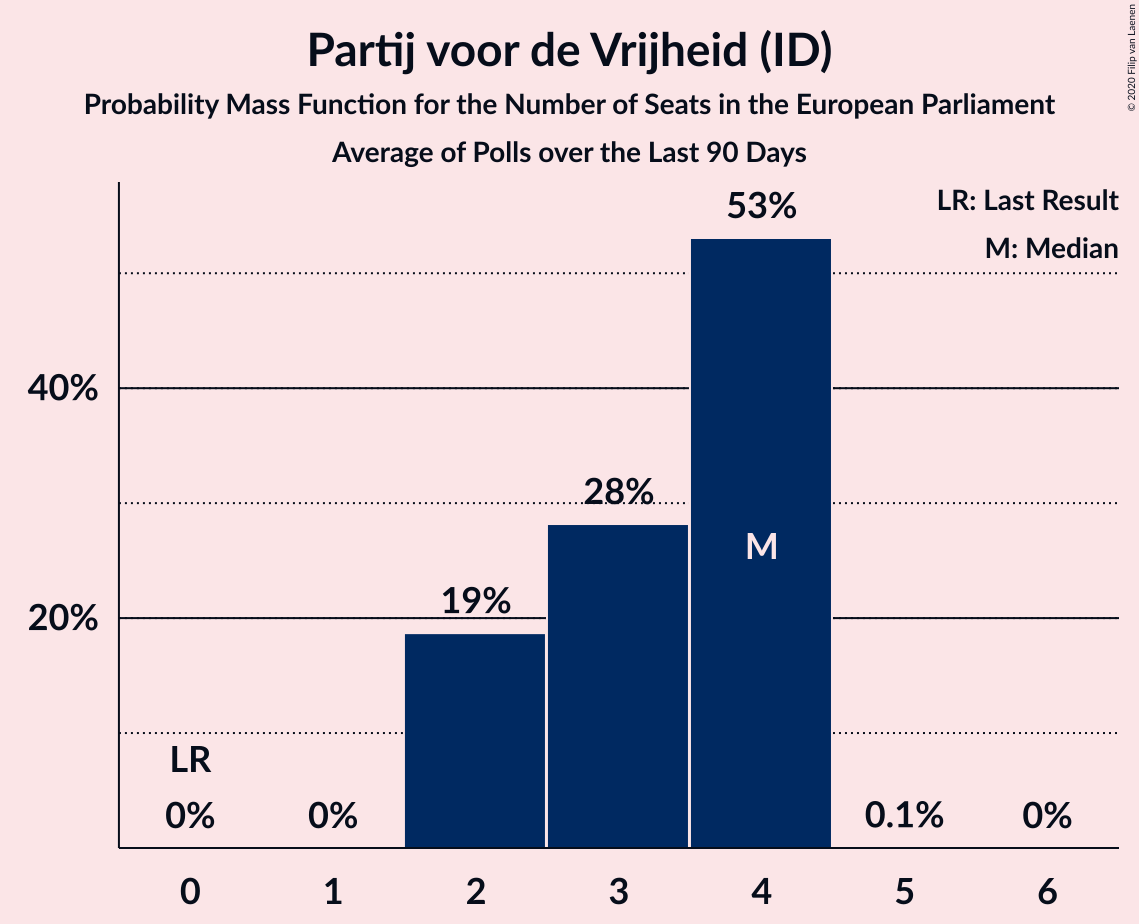 Partij voor de Vrijheid (ID)
Probability Mass Function for the Number of Seats in the European Parliament
Average of Polls over the Last 90 Days
© 2020 Filip van Laenen
LR: Last Result
M: Median
53%
40%
28%
M
19%
20%
LR
0%
0%
0.1%
0%
0
1
2
3
4
5
6